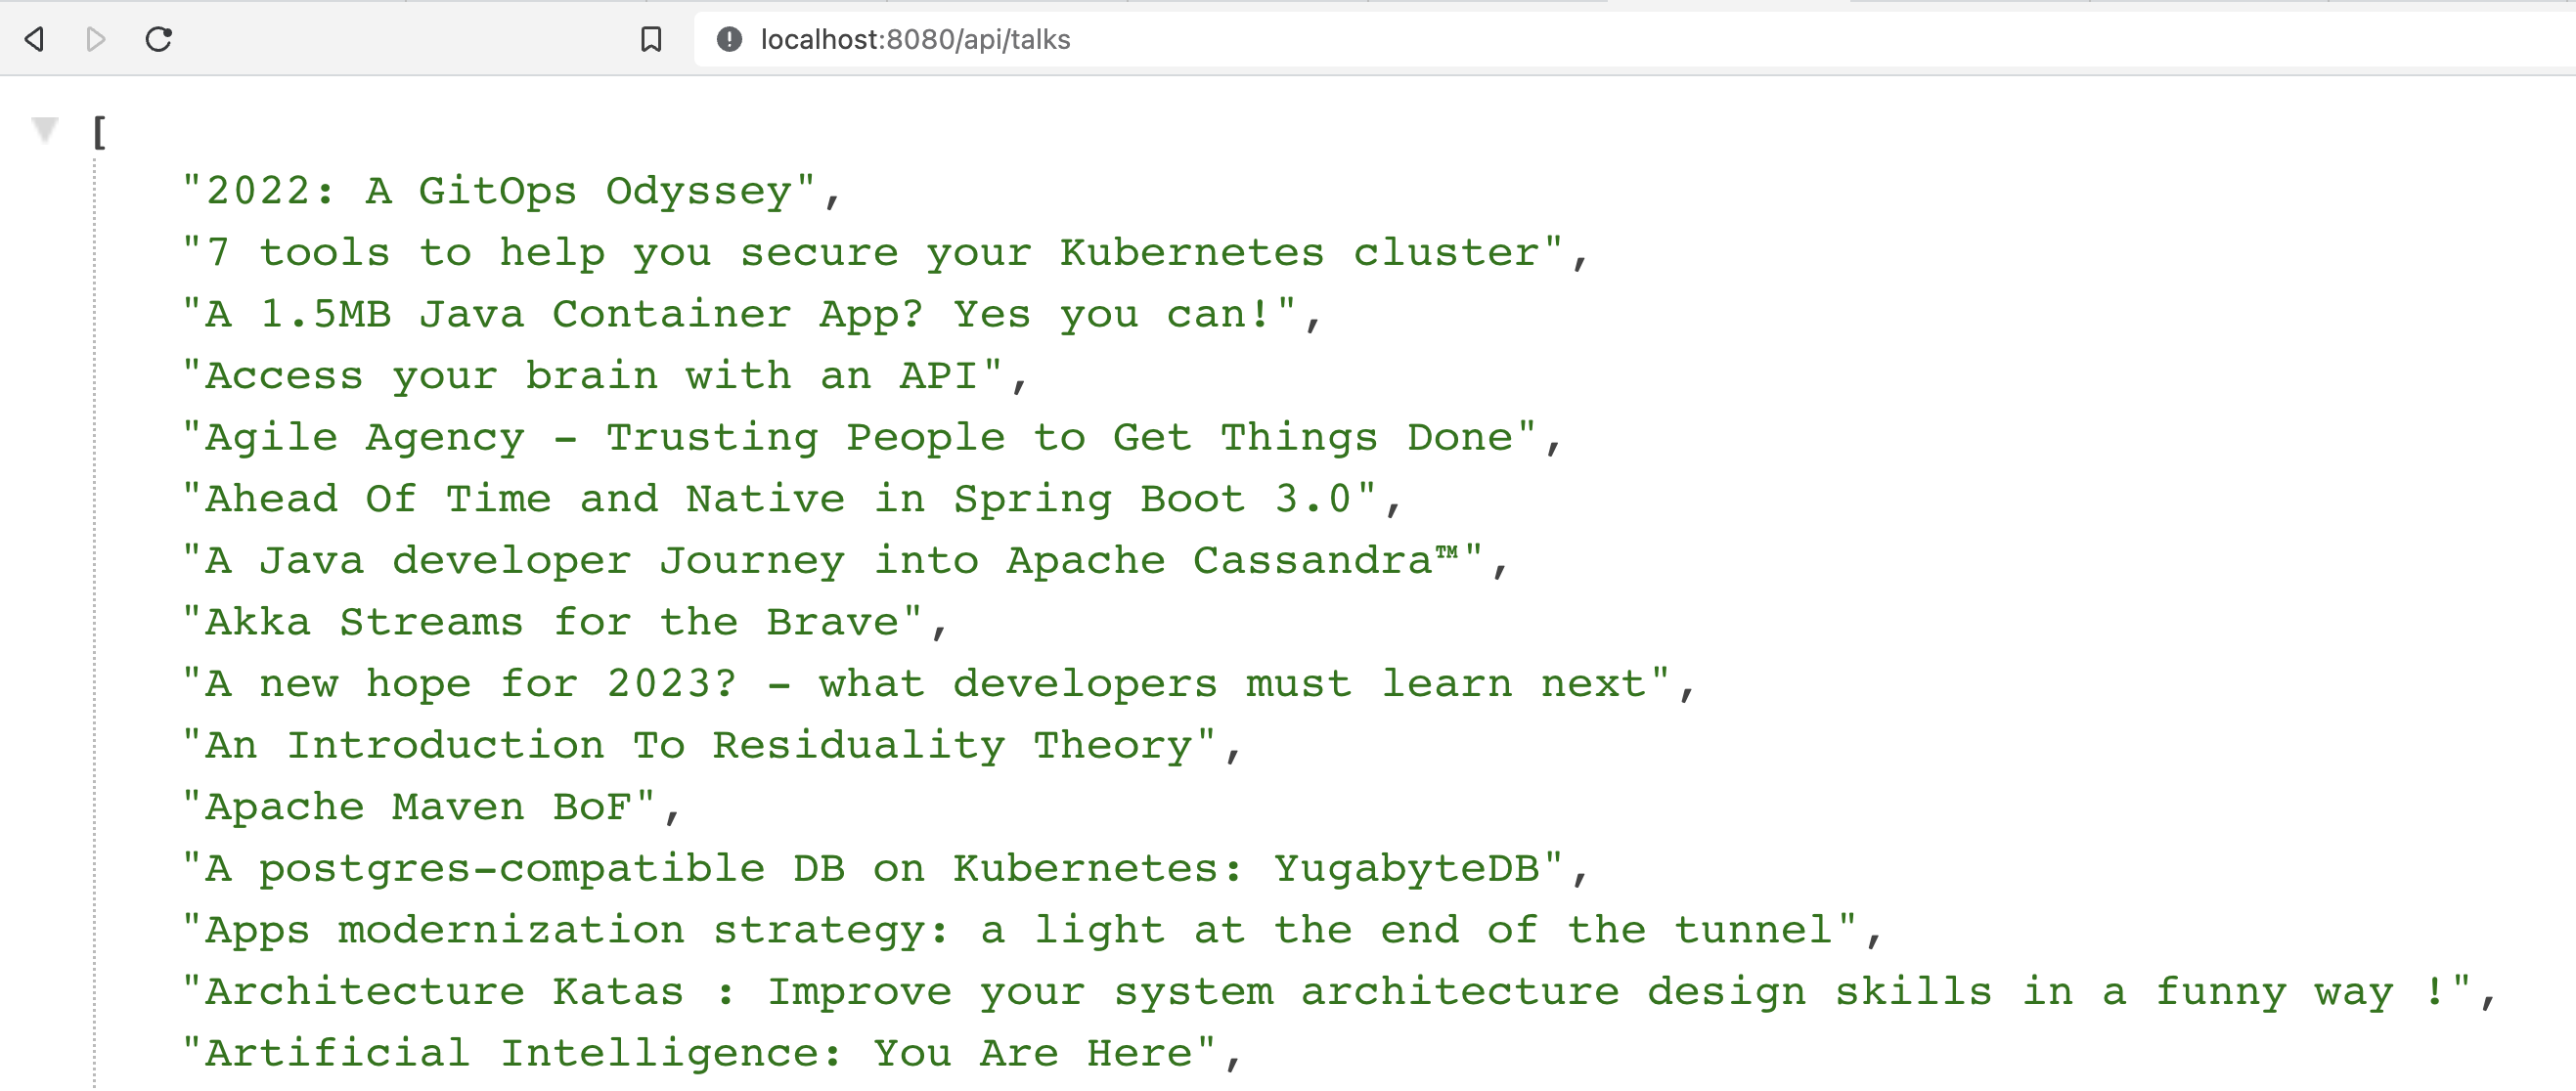 localhost:8080/api/talks
[
"2022: A GitOps Odyssey",
"7 tools to help you secure your Kubernetes cluster",
"A 1.5MB Java Container App? Yes you can!",
"Access your brain with an API",
"Agile Agency - Trusting People to Get Things Done",
"Ahead Of Time and Native in Spring Boot 3.0",
"A Java developer Journey into Apache Cassandra™",
"Akka Streams for the Brave",
"A new hope for 2023? - what developers must learn next",
"An Introduction To Residuality Theory",
"Apache Maven BoF",
"A postgres-compatible DB on Kubernetes: YugabyteDB",
"Apps modernization strategy: a light at the end of the tunnel",
"Architecture Katas : Improve your system architecture design skills in a funny way !",
"Artificial Intelligence: You Are Here",